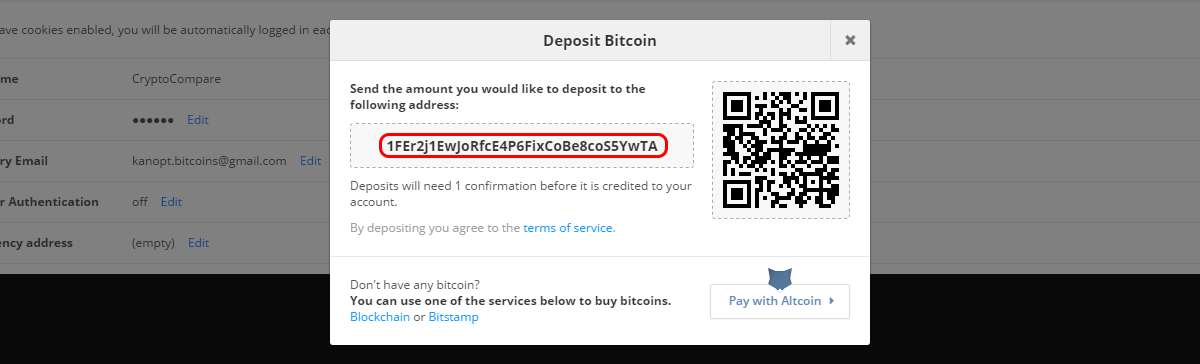 Deposit Bitcoin
ave cookies enabled, you will be automatically logged in eac
me CryptoCompare
ord •••••• Edit
ry Email kanopt.bitcoins@gmail.com Edit
r Authentication off Edit
ency address (empty) Edit
Send the amount you would like to deposit to the
following address:
1FEr2j1EwJoRfcE4P6FixCoBe8coS5YwTA
Deposits will need 1 confirmation before it is credited to your
account.
By depositing you agree to the terms of service.
Don't have any bitcoin?
You can use one of the services below to buy bitcoins.
Blockchain or Bitstamp
Pay with Altcoin